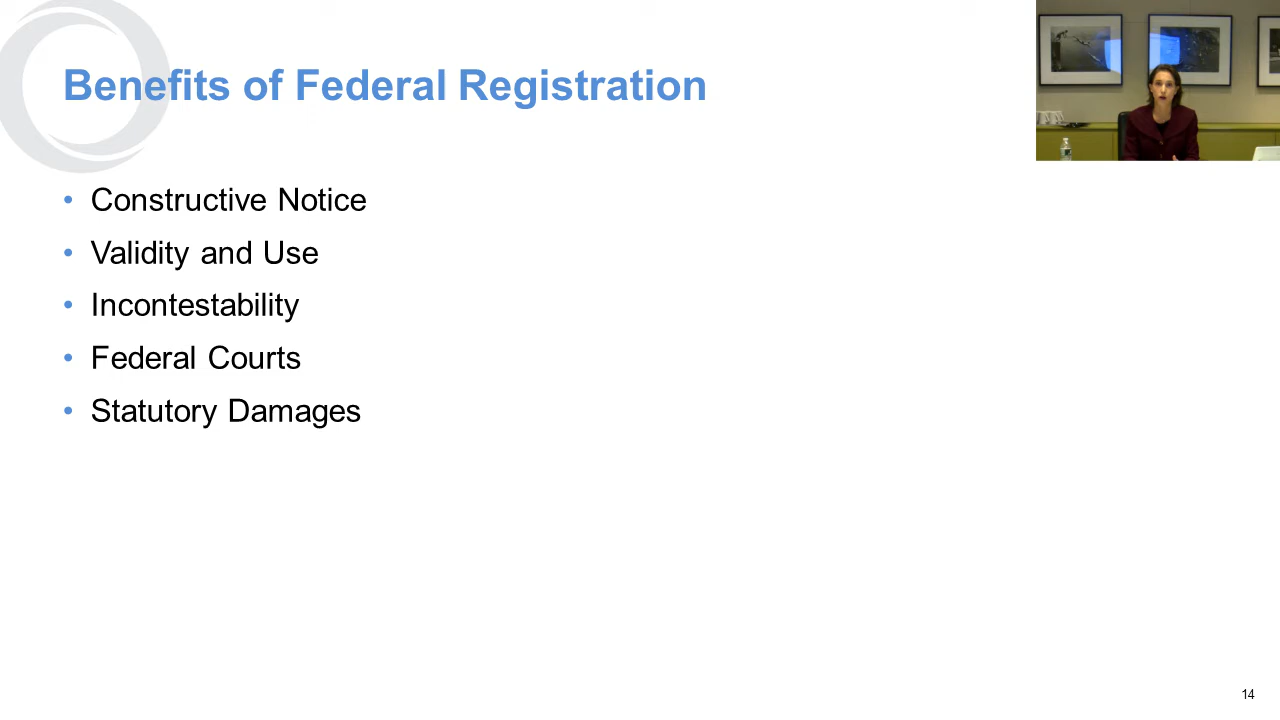 Benefits of Federal Registration
• Constructive Notice
• Validity and Use
• Incontestability
• Federal Courts
• Statutory Damages
14